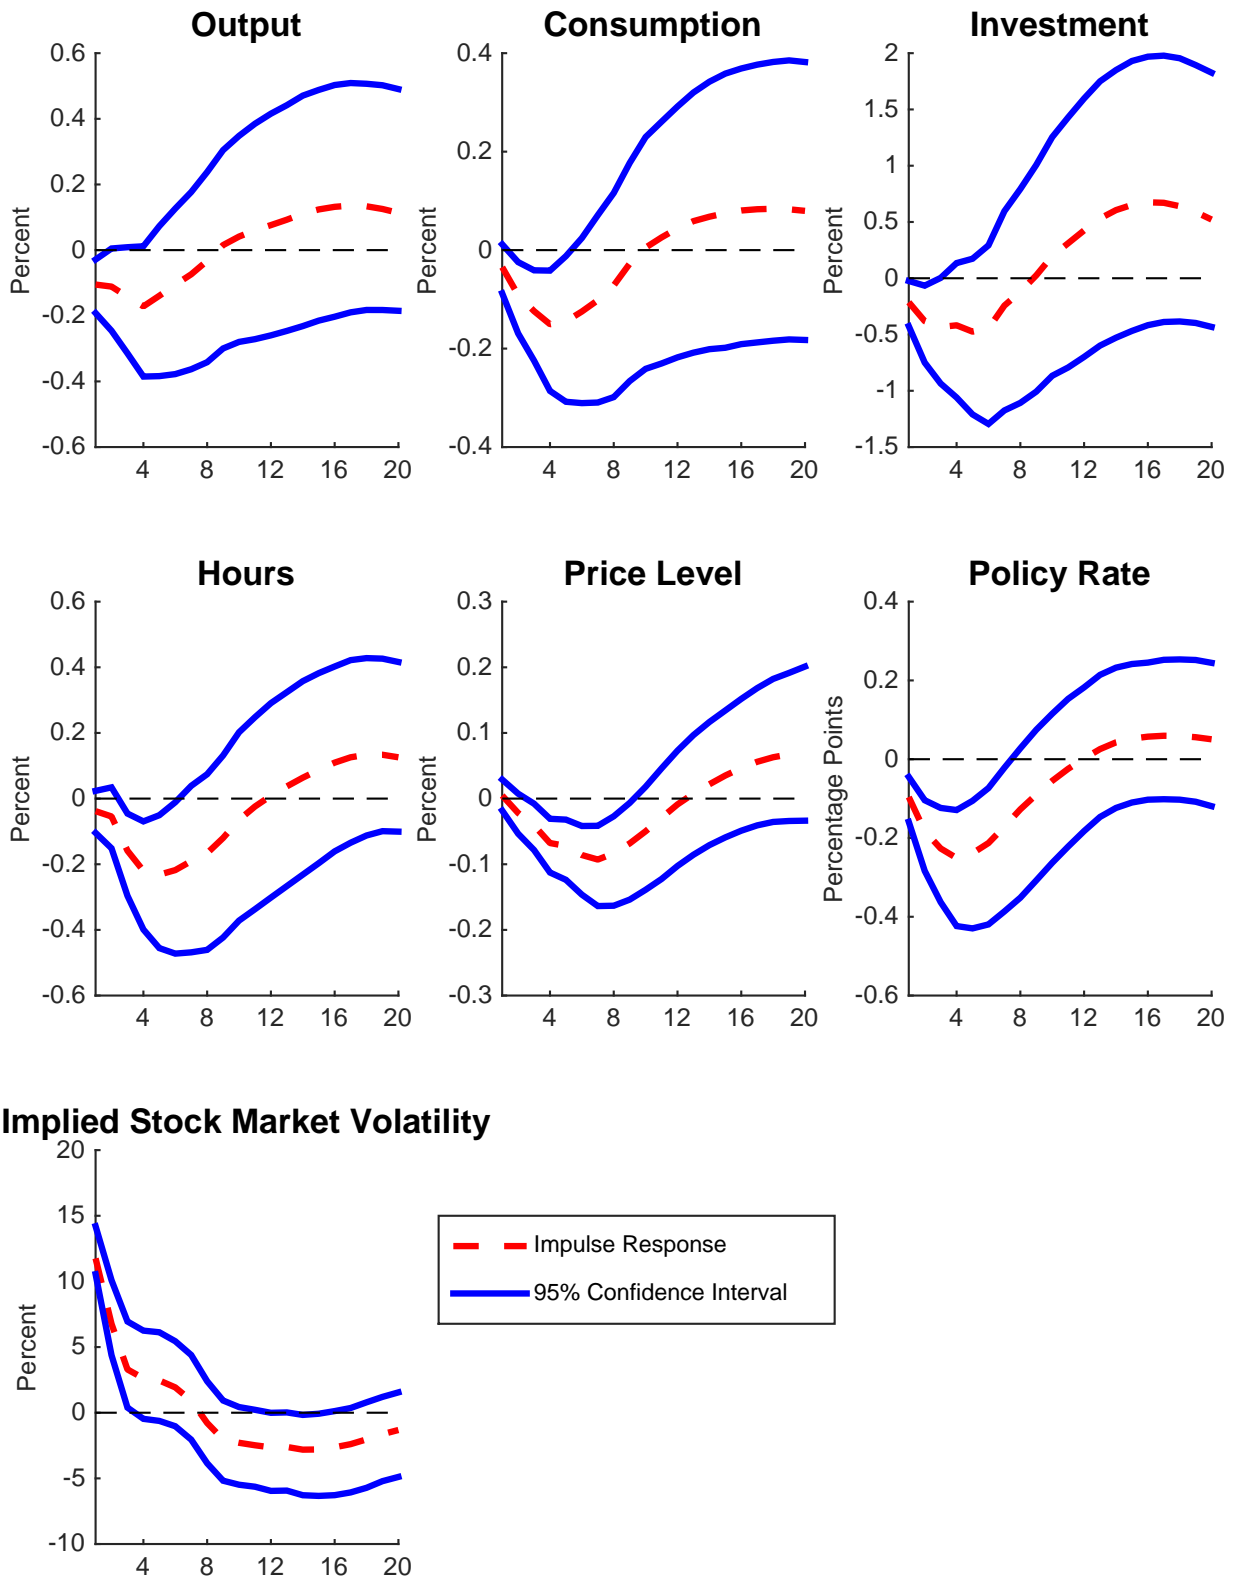 Output
Consumption
Investment
0.6
0.4
0.2
0
-0.2
-0.4
-0.6
Percent
4 8 12 16 20
0.4
0.2
0
-0.2
-0.4
Percent
4 8 12 16 20
2
1.5
1
0.5
0
-0.5
-1
-1.5
Percent
4 8 12 16 20
Hours
Price Level
Policy Rate
0.6
0.4
0.2
0
-0.2
-0.4
-0.6
Percent
4 8 12 16 20
0.3
0.2
0.1
0
-0.1
-0.2
-0.3
Percent
4 8 12 16 20
0.4
0.2
0
-0.2
-0.4
-0.6
Percentage Points
4 8 12 16 20
Implied Stock Market Volatility
20
15
10
5
0
-5
-10
Percent
4 8 12 16 20
Impulse Response
95% Confidence Interval